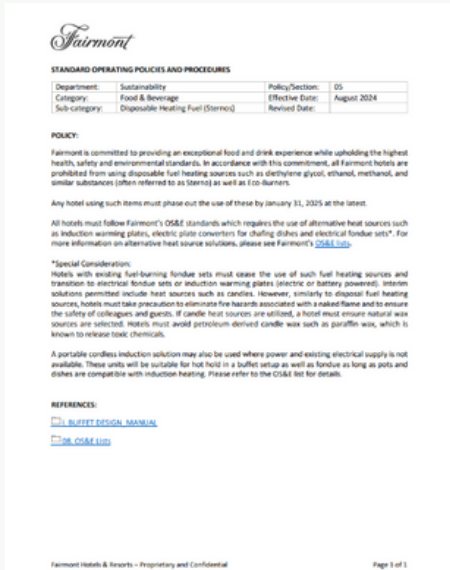 Fairmont
STANDARD OPERATING POLICIES AND PROCEDURES
Department: Sustainability Policy/Section: 05
Category: Food & Beverage Effective Date: August 2024
Sub-category: Disposable Heating Fuel (Sternos) Revised Date:
POLICY:
Fairmont is committed to providing an exceptional food and drink experience while upholding the highest
health, safety and environmental standards. In accordance with this commitment, all Fairmont hotels are
prohibited from using disposable fuel heating sources such as diethylene glycol, ethanol, methanol, and
similar substances (often referred to as Sterno) as well as Eco-Burners.
Any hotel using such items must phase out the use of these by January 31, 2025 at the latest.
All hotels must follow Fairmont's OS&E standards which requires the use of alternative heat sources such
as induction warming plates, electric plate converters for chafing dishes and electrical fondue sets*. For
more information on alternative heat source solutions, please see Fairmont's OS&E lists.
*Special Consideration:
Hotels with existing fuel-burning fondue sets must cease the use of such fuel heating sources and
transition to electrical fondue sets or induction warming plates (electric or battery powered). Interim
solutions permitted include heat sources such as candles. However, similarly to disposal fuel heating
sources, hotels must take precaution to eliminate fire hazards associated with a naked flame and to ensure
the safety of colleagues and guests. If candle heat sources are utilized, a hotel must ensure natural wax
sources are selected. Hotels must avoid petroleum derived candle wax such as paraffin wax, which is
known to release toxic chemicals.
A portable cordless induction solution may also be used where power and existing electrical supply is not
available. These units will be suitable for hot hold in a buffet setup as well as fondue as long as pots and
dishes are compatible with induction heating. Please refer to the OS&E list for details.
REFERENCES:
I. BUFFET DESIGN MANUAL
08. OS&E Lists
Fairmont Hotels & Resorts – Proprietary and Confidential Page 1 of 1